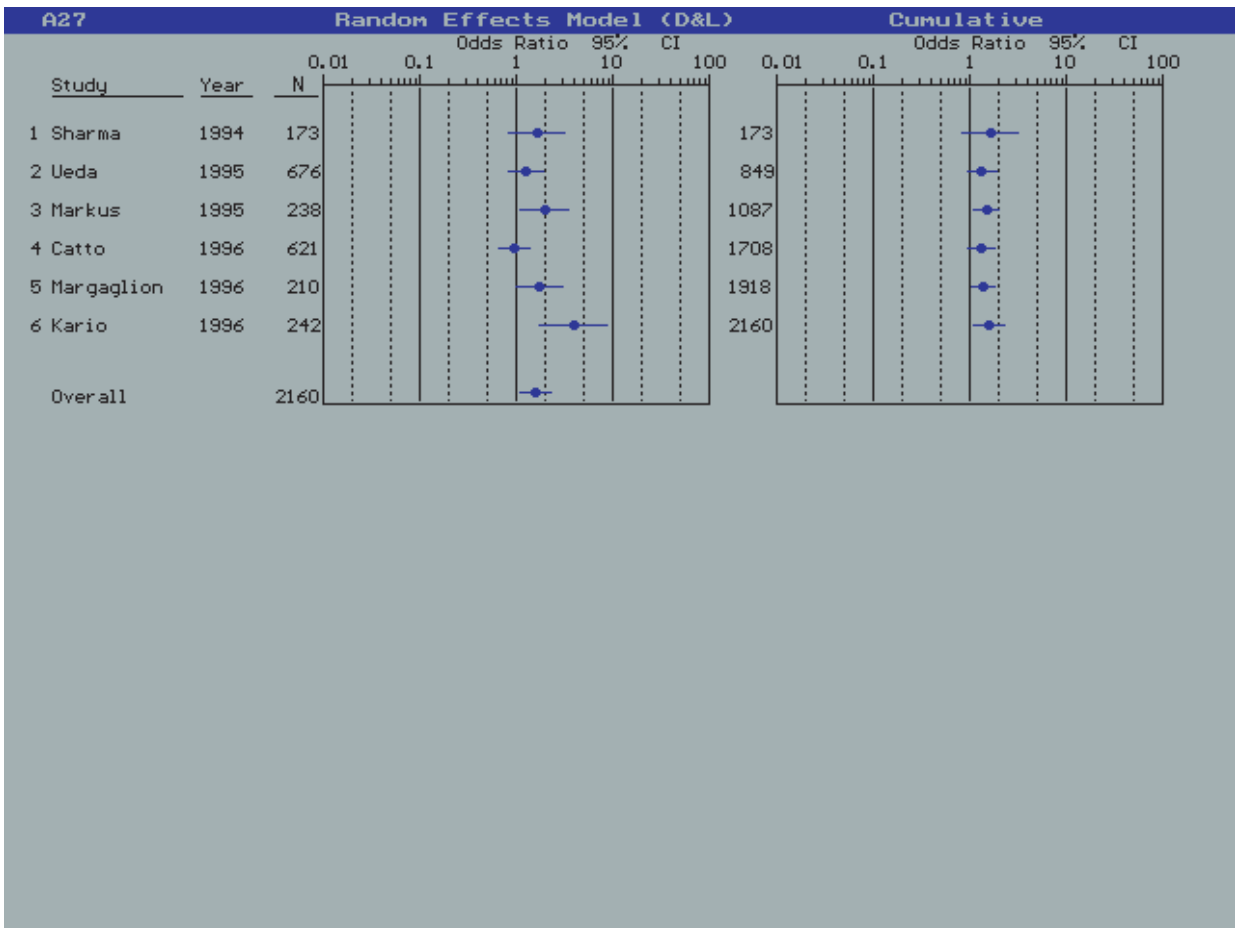 A27 Random Effects Model (D&L) Cumulative
Odds Ratio 95% CI Odds Ratio 95% CI
0.01 0.1 1 10 100 0.01 0.1 1 10 100
Study Year N
1 Sharma 1994 173 173
2 Ueda 1995 676 849
3 Markus 1995 238 1087
4 Catto 1996 621 1708
5 Margaglion 1996 210 1918
6 Kario 1996 242 2160
Overall 2160